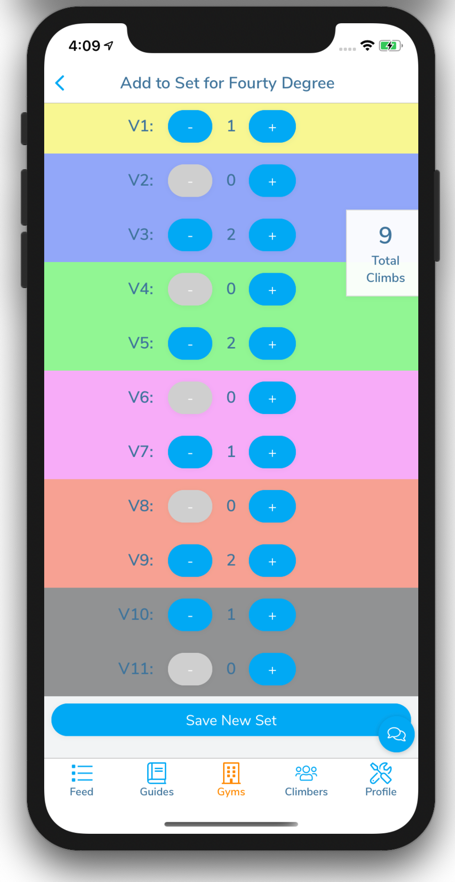 4:09
Add to Set for Fourty Degree
V1: - 1 +
V2: - 0 +
V3: - 2 +
9
Total
Climbs
V4: - 0 +
V5: - 2 +
V6: - 0 +
V7: - 1 +
V8: - 0 +
V9: - 2 +
V10: - 1 +
V11: - 0 +
Save New Set
Feed Guides Gyms Climbers Profile